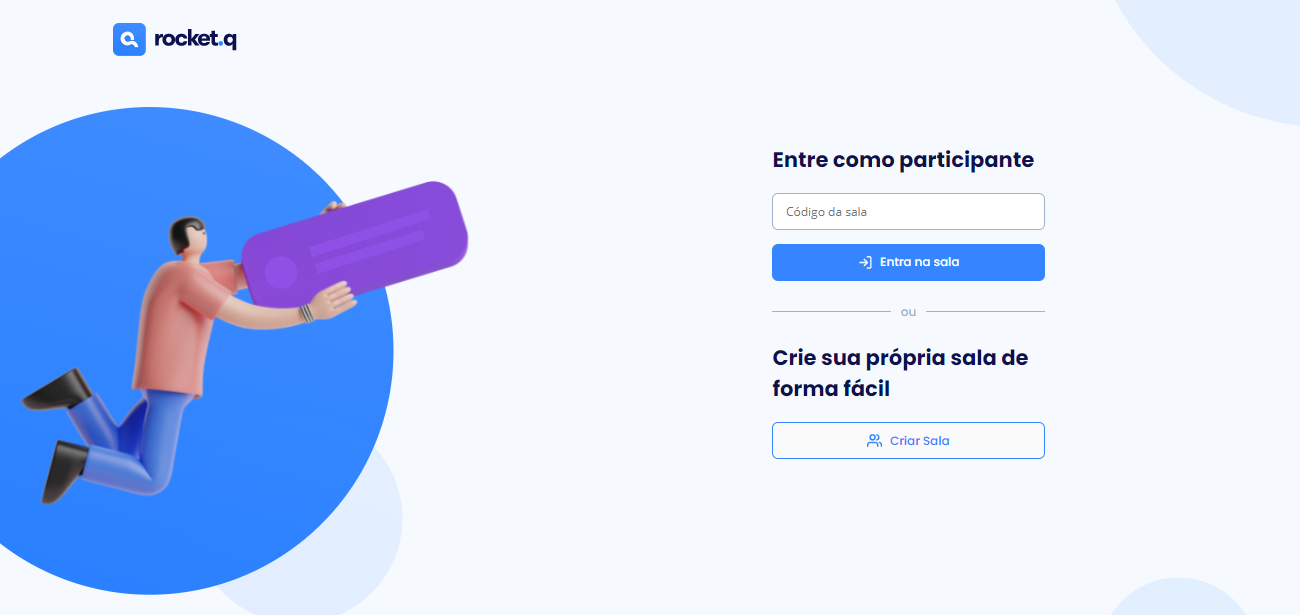 rocket.q
Entre como participante
Código da sala
Entra na sala
ou
Crie sua própria sala de
forma fácil
Criar Sala